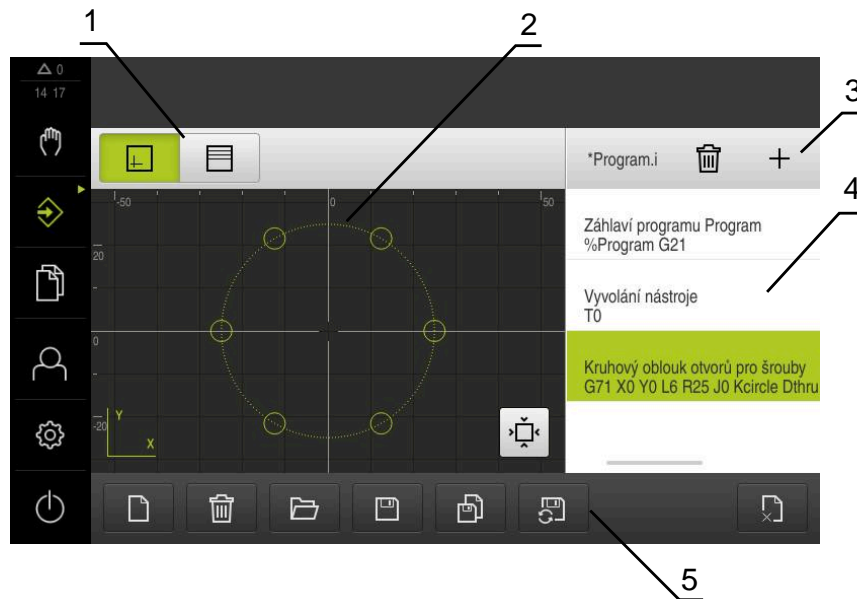 1
2
3
4
5
0
14 17
*Program.i
-50
0
50
20
0
-20
Y
X
Záhlaví programu Program
%Program G21
Vyvolání nástroje
T0
Kruhový oblouk otvorů pro šrouby
G71 X0 Y0 L6 R25 J0 Kcircle Dthru